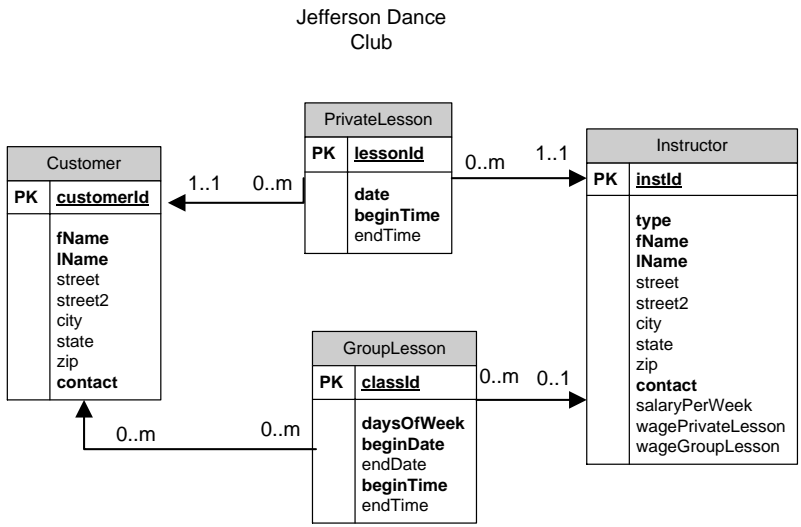 Jefferson Dance
Club
PrivateLesson
PK lessonId
date
beginTime
endTime
Customer
PK customerId
fName
lName
street
street2
city
state
zip
contact
Instructor
PK instId
type
fName
lName
street
street2
city
state
zip
contact
salaryPerWeek
wagePrivateLesson
wageGroupLesson
1..1 0..m
0..m 1..1
GroupLesson
PK classId
daysOfWeek
beginDate
endDate
beginTime
endTime
0..m 0..1
0..m 0..m